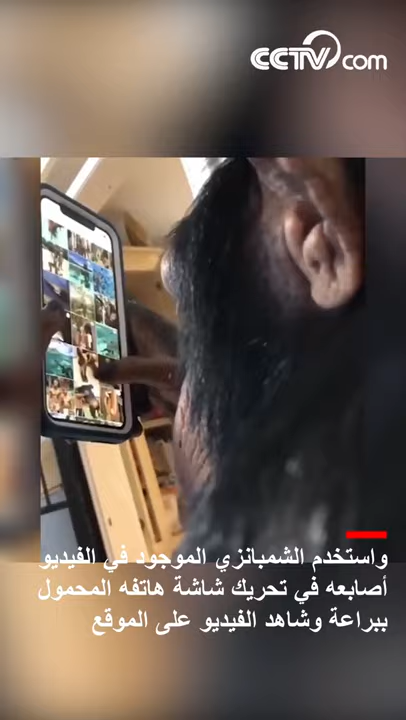 CCTV.com
واستخدم الشمبانزي الموجود في الفيديو
أصابعه في تحريك شاشة هاتفه المحمول
ببراعة وشاهد الفيديو على الموقع